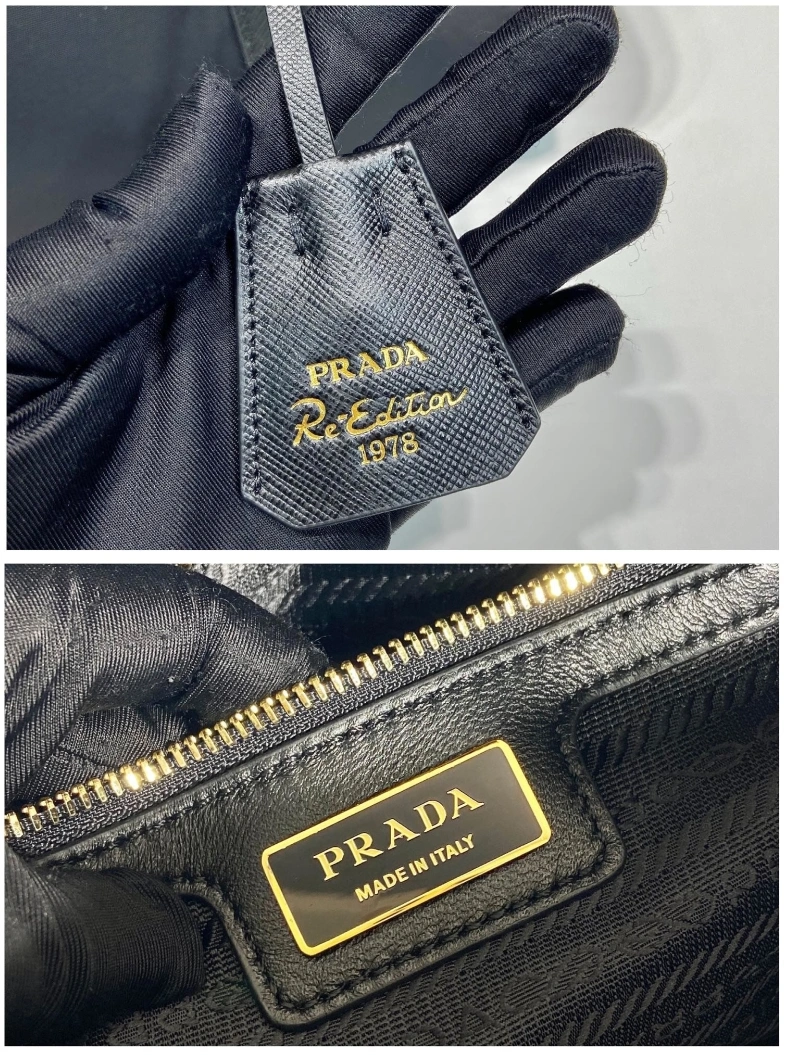 PRADA
Re-Edition
1978
PRADA
MADE IN ITALY